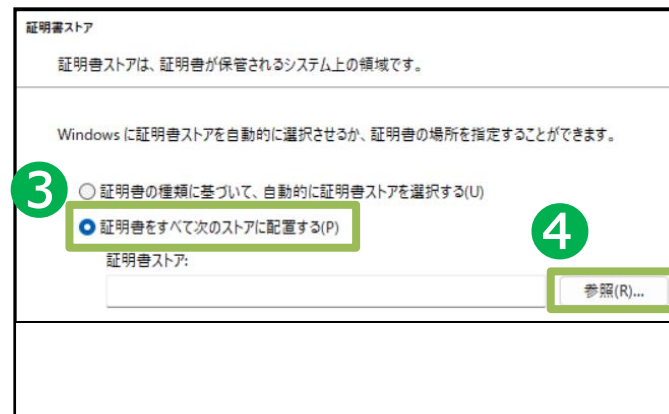 証明書ストア
証明書ストアは、証明書が保管されるシステム上の領域です。
Windows に証明書ストアを自動的に選択させるか、証明書の場所を指定することができます。
3
証明書の種類に基づいて、自動的に証明書ストアを選択する(U)
証明書をすべて次のストアに配置する(P)
4
証明書ストア:
参照(R)...